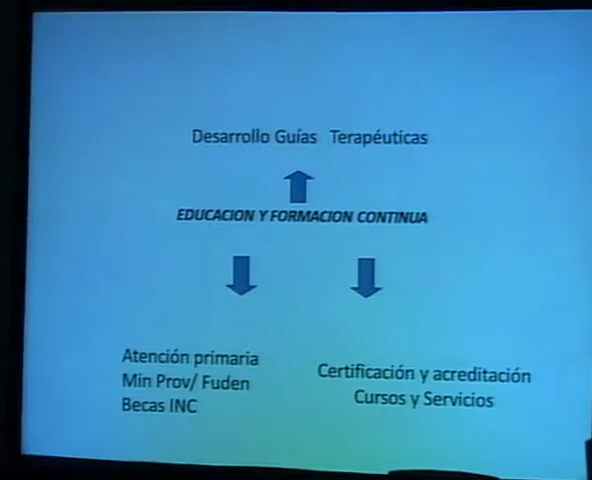 Desarrollo Guías Terapéuticas
EDUCACION Y FORMACION CONTINUA
Atención primaria
Min Prov/ Fuden
Becas INC
Certificación y acreditación
Cursos y Servicios